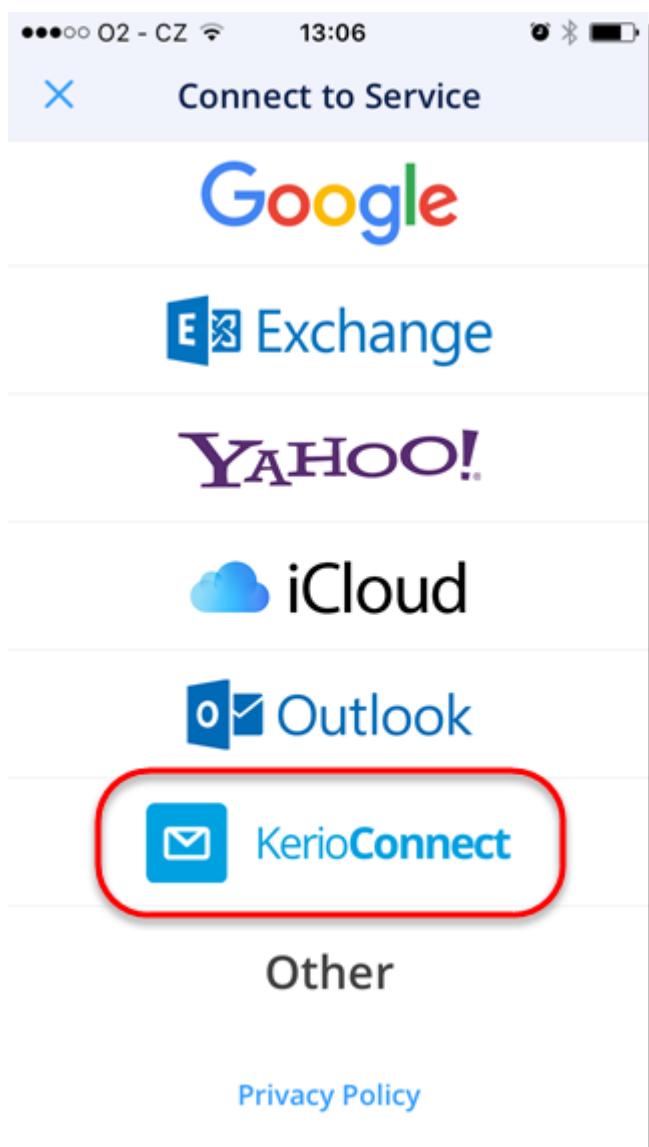 O2 - CZ 13:06
Connect to Service
Google
E Exchange
YAHOO!
iCloud
O Outlook
KerioConnect
Other
Privacy Policy